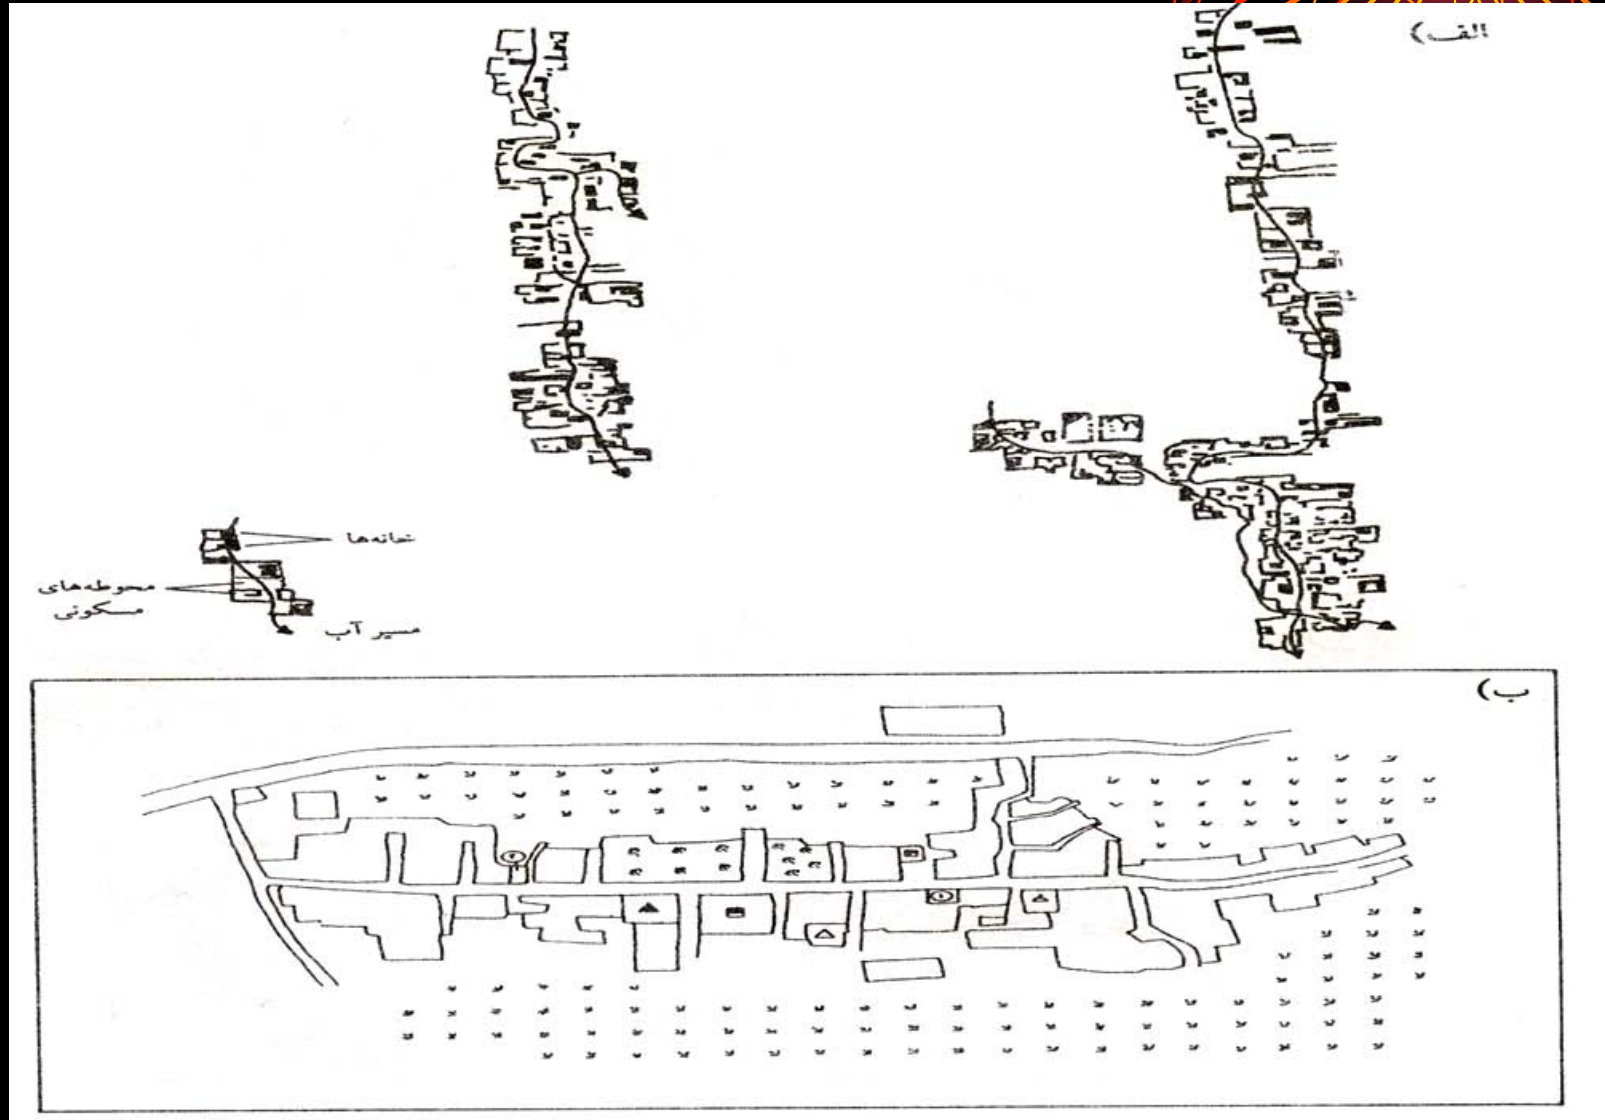 الف)
خانه‌ها
محوطه‌های
مسکونی
مسیر آب
ب)